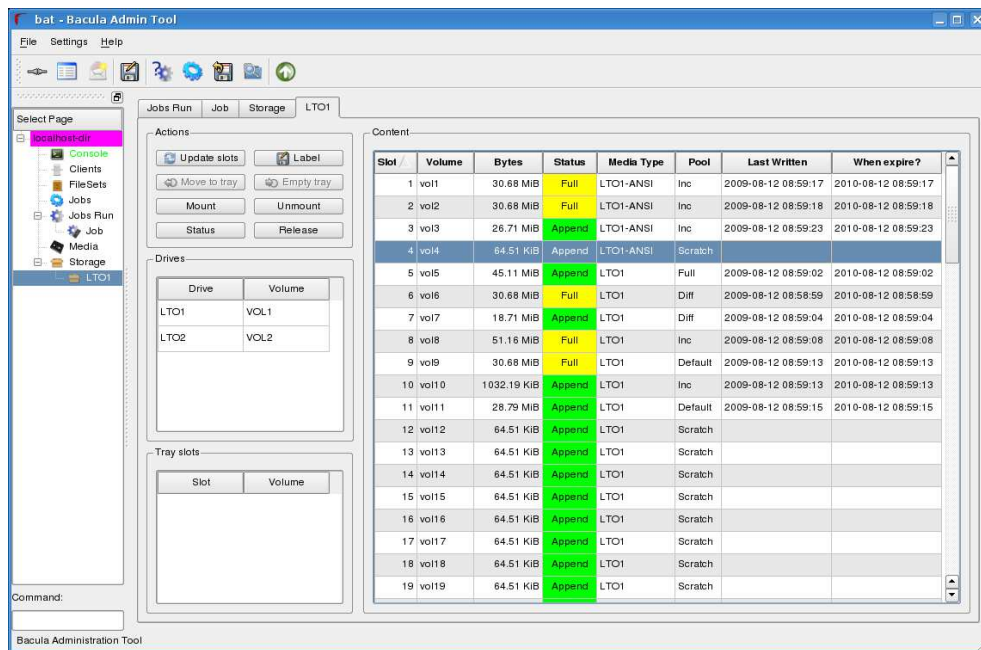 bat - Bacula Admin Tool
File Settings Help
Select Page
localhost-dir
Console
Clients
FileSets
Jobs
Jobs Run
Job
Media
Storage
LTO1
Command:
Jobs Run Job Storage LTO1
Actions
Update slots Label
Move to tray Empty tray
Mount Unmount
Status Release
Drives
Drive Volume
LTO1 VOL1
LTO2 VOL2
Tray slots
Slot Volume
Content
Slot Volume Bytes Status Media Type Pool Last Written When expire?
1 vol1 30.68 MiB Full LTO1-ANSI Inc 2009-08-12 08:59:17 2010-08-12 08:59:17
2 vol2 30.68 MiB Full LTO1-ANSI Inc 2009-08-12 08:59:18 2010-08-12 08:59:18
3 vol3 26.71 MiB Append LTO1-ANSI Inc 2009-08-12 08:59:23 2010-08-12 08:59:23
4 vol4 64.51 KiB Append LTO1-ANSI Scratch
5 vol5 45.11 MiB Append LTO1 Full 2009-08-12 08:59:02 2010-08-12 08:59:02
6 vol6 30.68 MiB Full LTO1 Diff 2009-08-12 08:58:59 2010-08-12 08:58:59
7 vol7 18.71 MiB Append LTO1 Diff 2009-08-12 08:59:04 2010-08-12 08:59:04
8 vol8 51.16 MiB Full LTO1 Inc 2009-08-12 08:59:08 2010-08-12 08:59:08
9 vol9 30.68 MiB Full LTO1 Default 2009-08-12 08:59:13 2010-08-12 08:59:13
10 vol10 1032.19 KiB Append LTO1 Inc 2009-08-12 08:59:13 2010-08-12 08:59:13
11 vol11 28.79 MiB Append LTO1 Default 2009-08-12 08:59:15 2010-08-12 08:59:15
12 vol12 64.51 KiB Append LTO1 Scratch
13 vol13 64.51 KiB Append LTO1 Scratch
14 vol14 64.51 KiB Append LTO1 Scratch
15 vol15 64.51 KiB Append LTO1 Scratch
16 vol16 64.51 KiB Append LTO1 Scratch
17 vol17 64.51 KiB Append LTO1 Scratch
18 vol18 64.51 KiB Append LTO1 Scratch
19 vol19 64.51 KiB Append LTO1 Scratch
Bacula Administration Tool